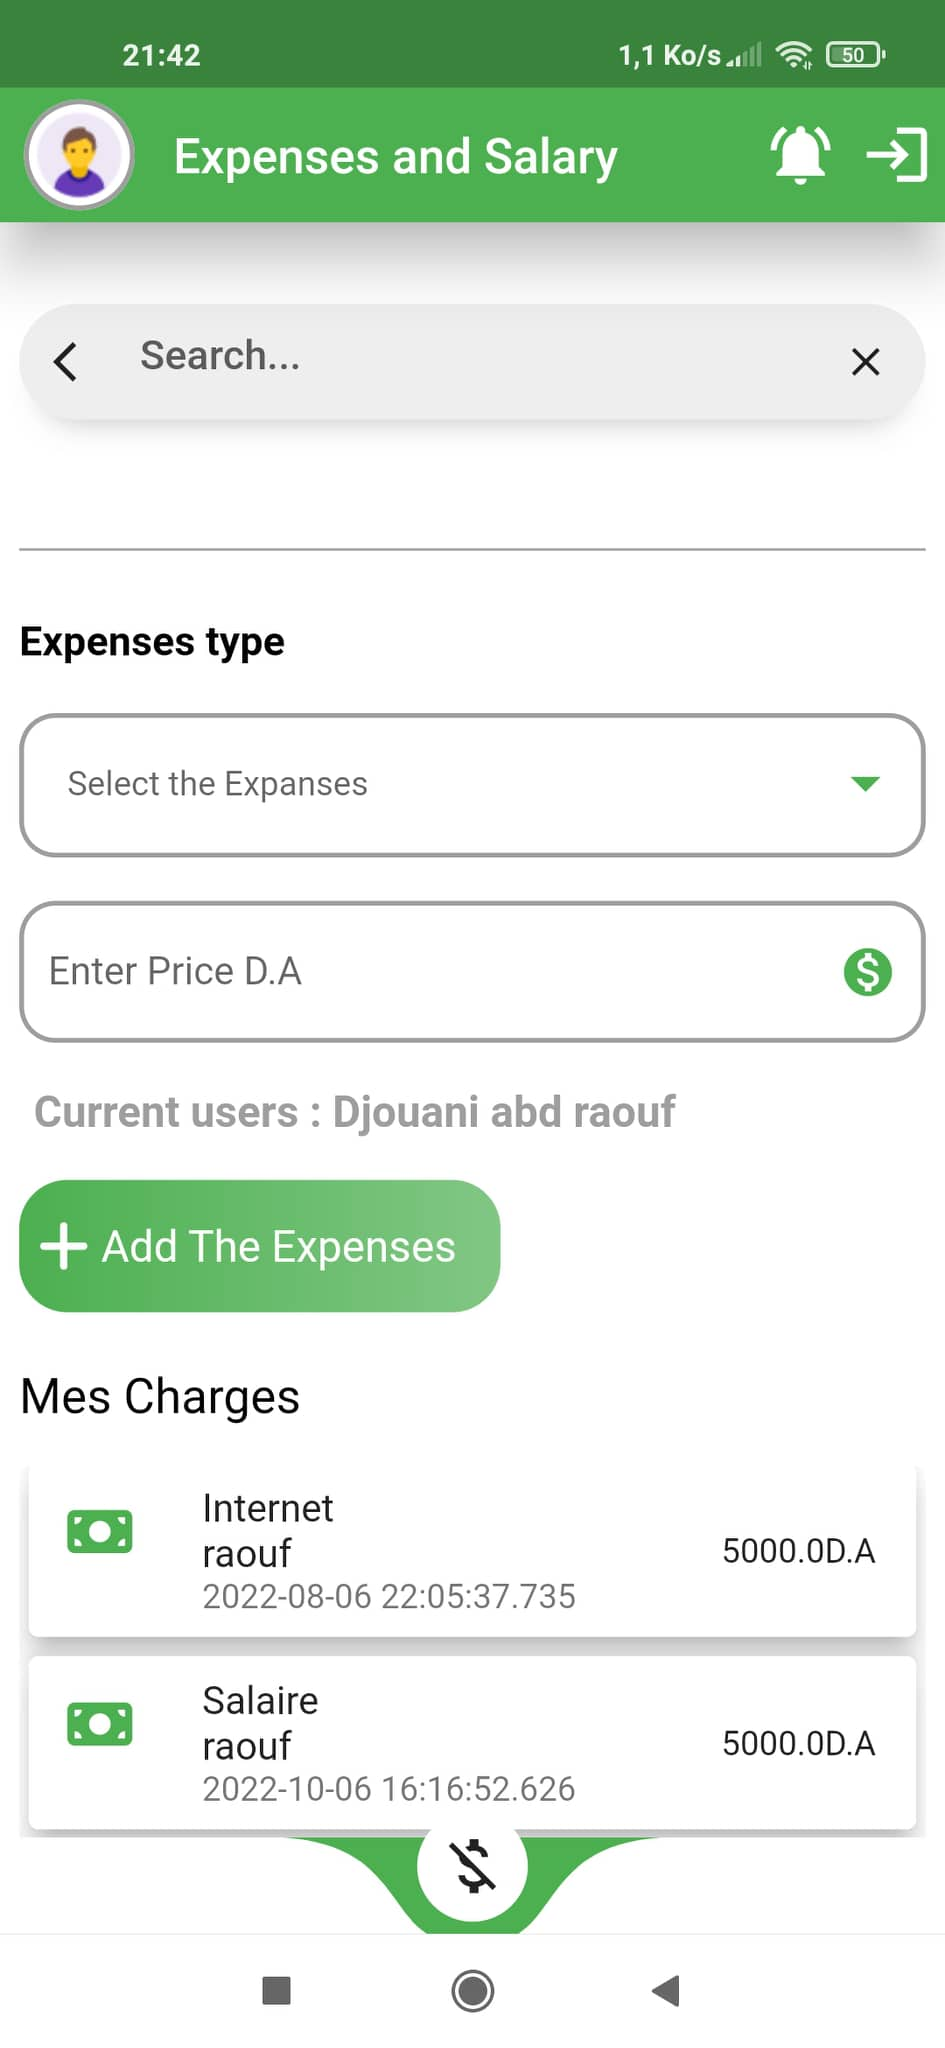 21:42 1,1 Ko/s 50
Expenses and Salary
Search...
Expenses type
Select the Expanses
Enter Price D.A
Current users : Djouani abd raouf
Add The Expenses
Mes Charges
Internet
raouf
5000.0D.A
2022-08-06 22:05:37.735
Salaire
raouf
5000.0D.A
2022-10-06 16:16:52.626